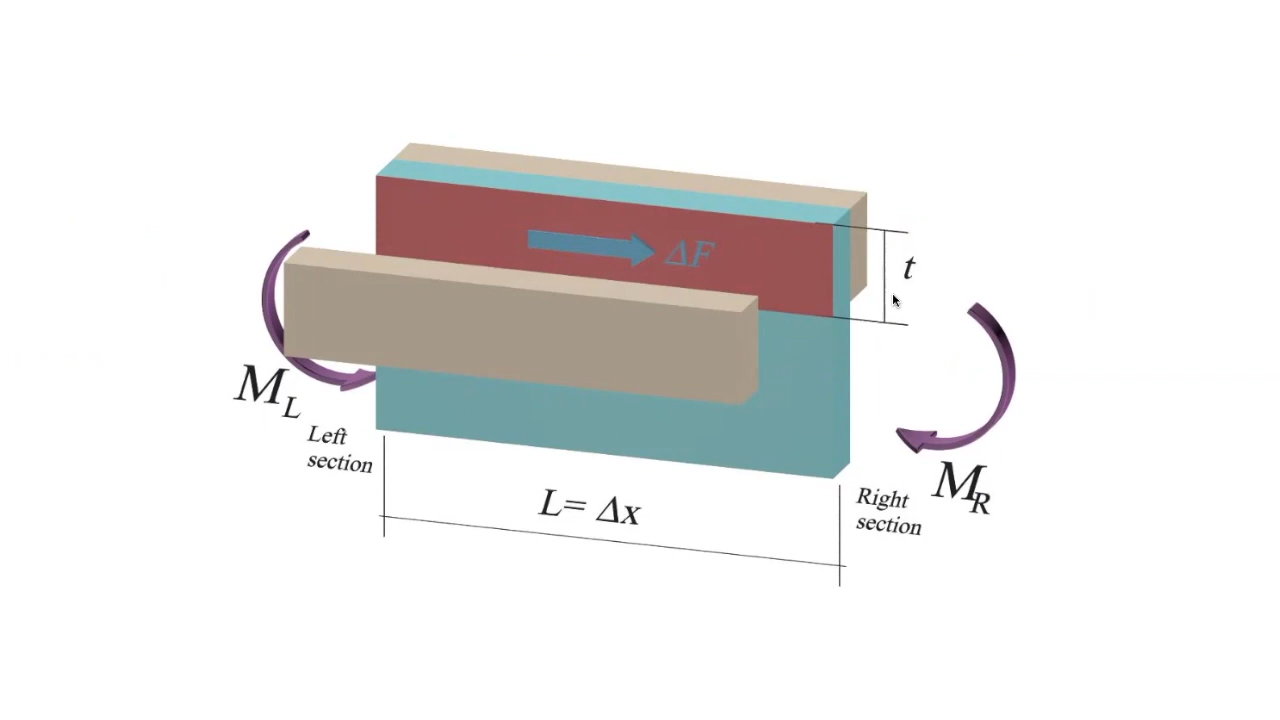 ΔF
t
M_L
Left
section
L= Δx
Right
section
M_R